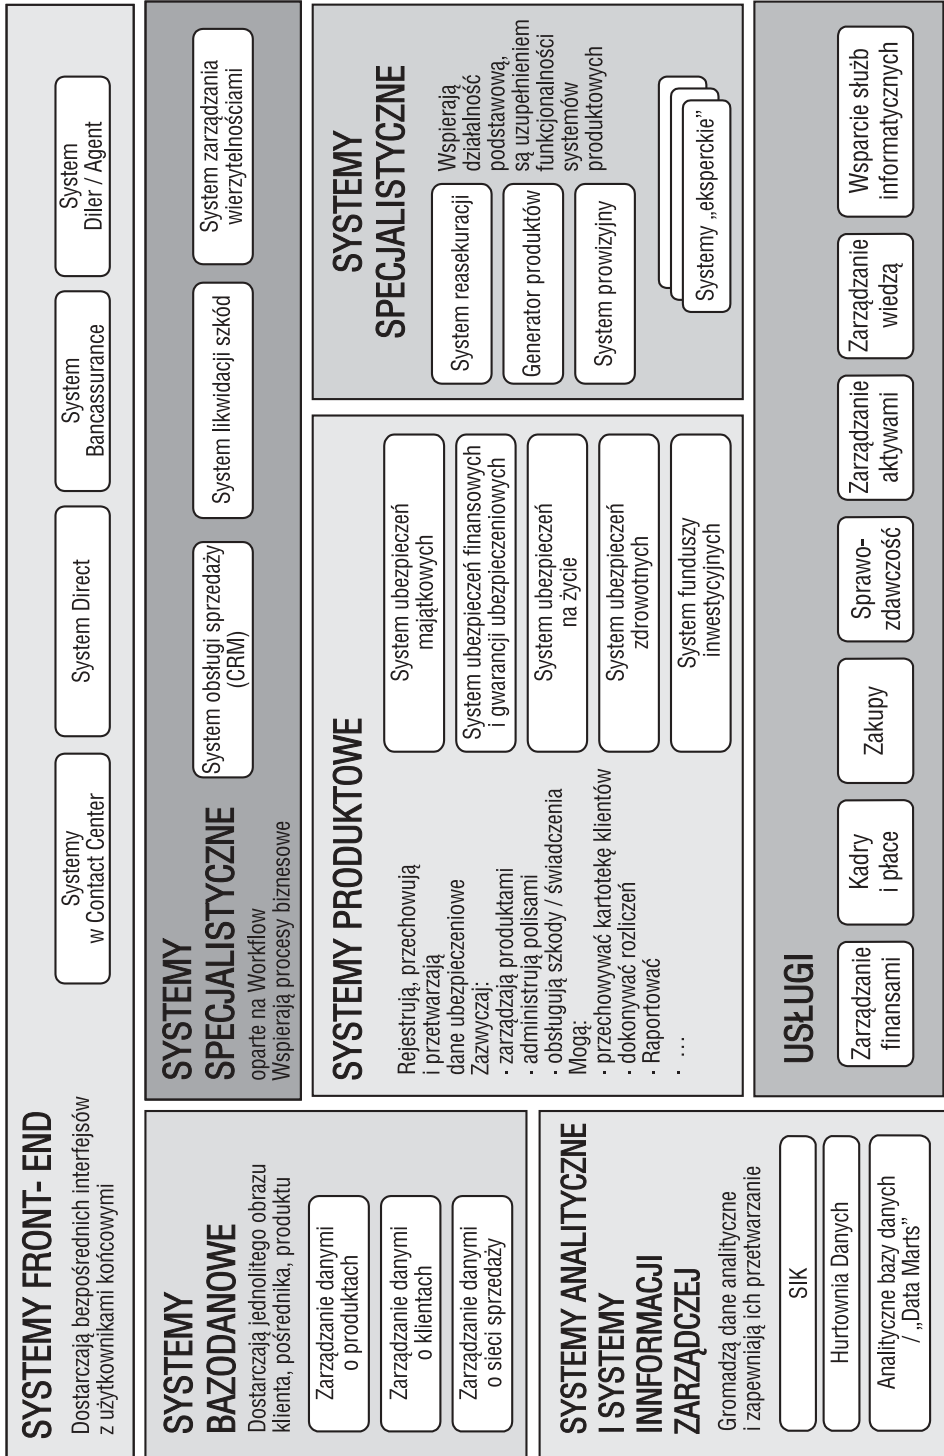 SYSTEMY FRONT- END
Dostarczają bezpośrednich interfejsów
z użytkownikami końcowymi
Systemy
w Contact Center
System Direct
System
Bancassurance
System
Diler / Agent
SYSTEMY
BAZODANOWE
Dostarczają jednolitego obrazu
klienta, pośrednika, produktu
Zarządzanie danymi
o produktach
Zarządzanie danymi
o klientach
Zarządzanie danymi
o sieci sprzedaży
SYSTEMY
SPECJALISTYCZNE
oparte na Workflow
Wspierają procesy biznesowe
System obsługi sprzedaży
(CRM)
System likwidacji szkód
System zarządzania
wierzytelnościami
SYSTEMY PRODUKTOWE
Rejestrują, przechowują
i przetwarzają
dane ubezpieczeniowe
Zazwyczaj:
· zarządzają produktami
· administrują polisami
· obsługują szkody / świadczenia
Mogą:
· przechowywać kartotekę klientów
· dokonywać rozliczeń
· Raportować
· ...
System ubezpieczeń
majątkowych
System ubezpieczeń finansowych
i gwarancji ubezpieczeniowych
System ubezpieczeń
na życie
System ubezpieczeń
zdrowotnych
System funduszy
inwestycyjnych
SYSTEMY
SPECJALISTYCZNE
System reasekuracji
Generator produktów
System prowizyjny
Wspierają
działalność
podstawową,
są uzupełnieniem
funkcjonalności
systemów
produktowych
Systemy „eksperckie”
SYSTEMY ANALITYCZNE
I SYSTEMY
INNFORMACJI
ZARZĄDCZEJ
Gromadzą dane analityczne
i zapewniają ich przetwarzanie
SIK
Hurtownia Danych
Analityczne bazy danych
/ „Data Marts”
USŁUGI
Zarządzanie
finansami
Kadry
i płace
Zakupy
Sprawo-
zdawczość
Zarządzanie
aktywami
Zarządzanie
wiedzą
Wsparcie służb
informatycznych